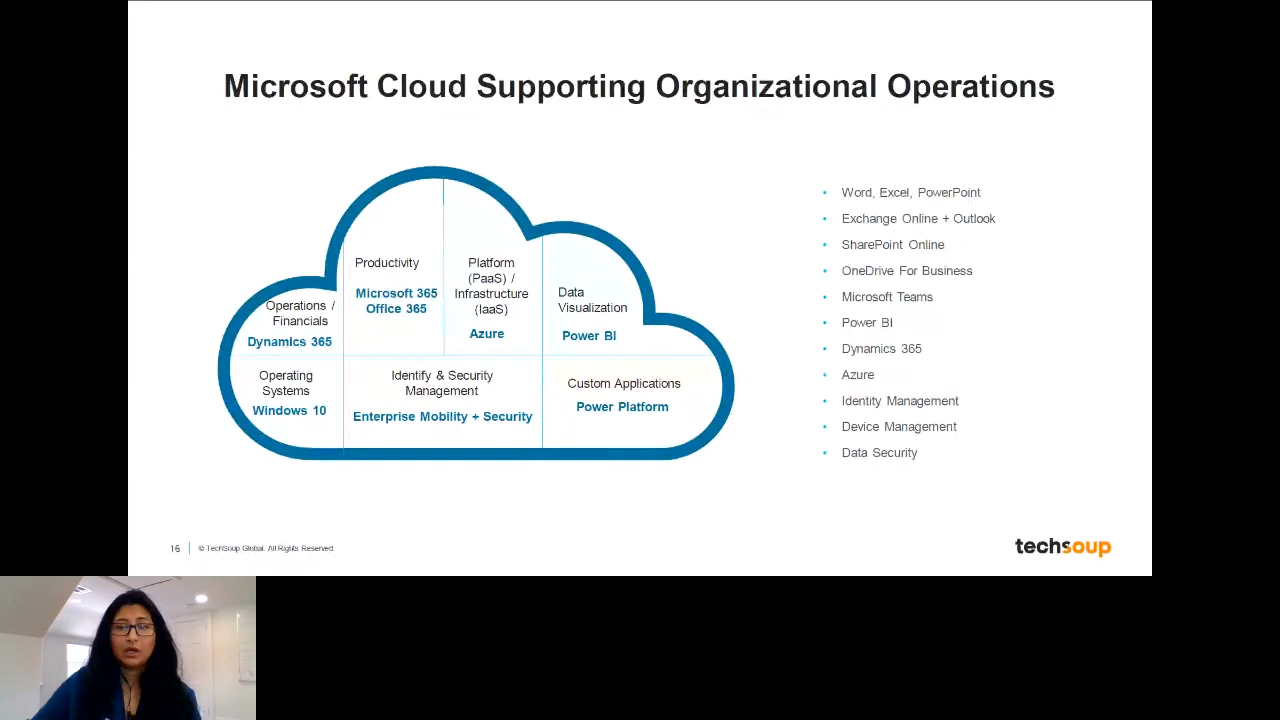 Microsoft Cloud Supporting Organizational Operations
Productivity
Microsoft 365
Office 365
Platform
(PaaS) /
Infrastructure
(IaaS)
Azure
Data
Visualization
Power BI
Operations /
Financials
Dynamics 365
Operating
Systems
Windows 10
Identify & Security
Management
Enterprise Mobility + Security
Custom Applications
Power Platform
• Word, Excel, PowerPoint
• Exchange Online + Outlook
• SharePoint Online
• OneDrive For Business
• Microsoft Teams
• Power BI
• Dynamics 365
• Azure
• Identity Management
• Device Management
• Data Security
16 © TechSoup Global. All Rights Reserved
techsoup